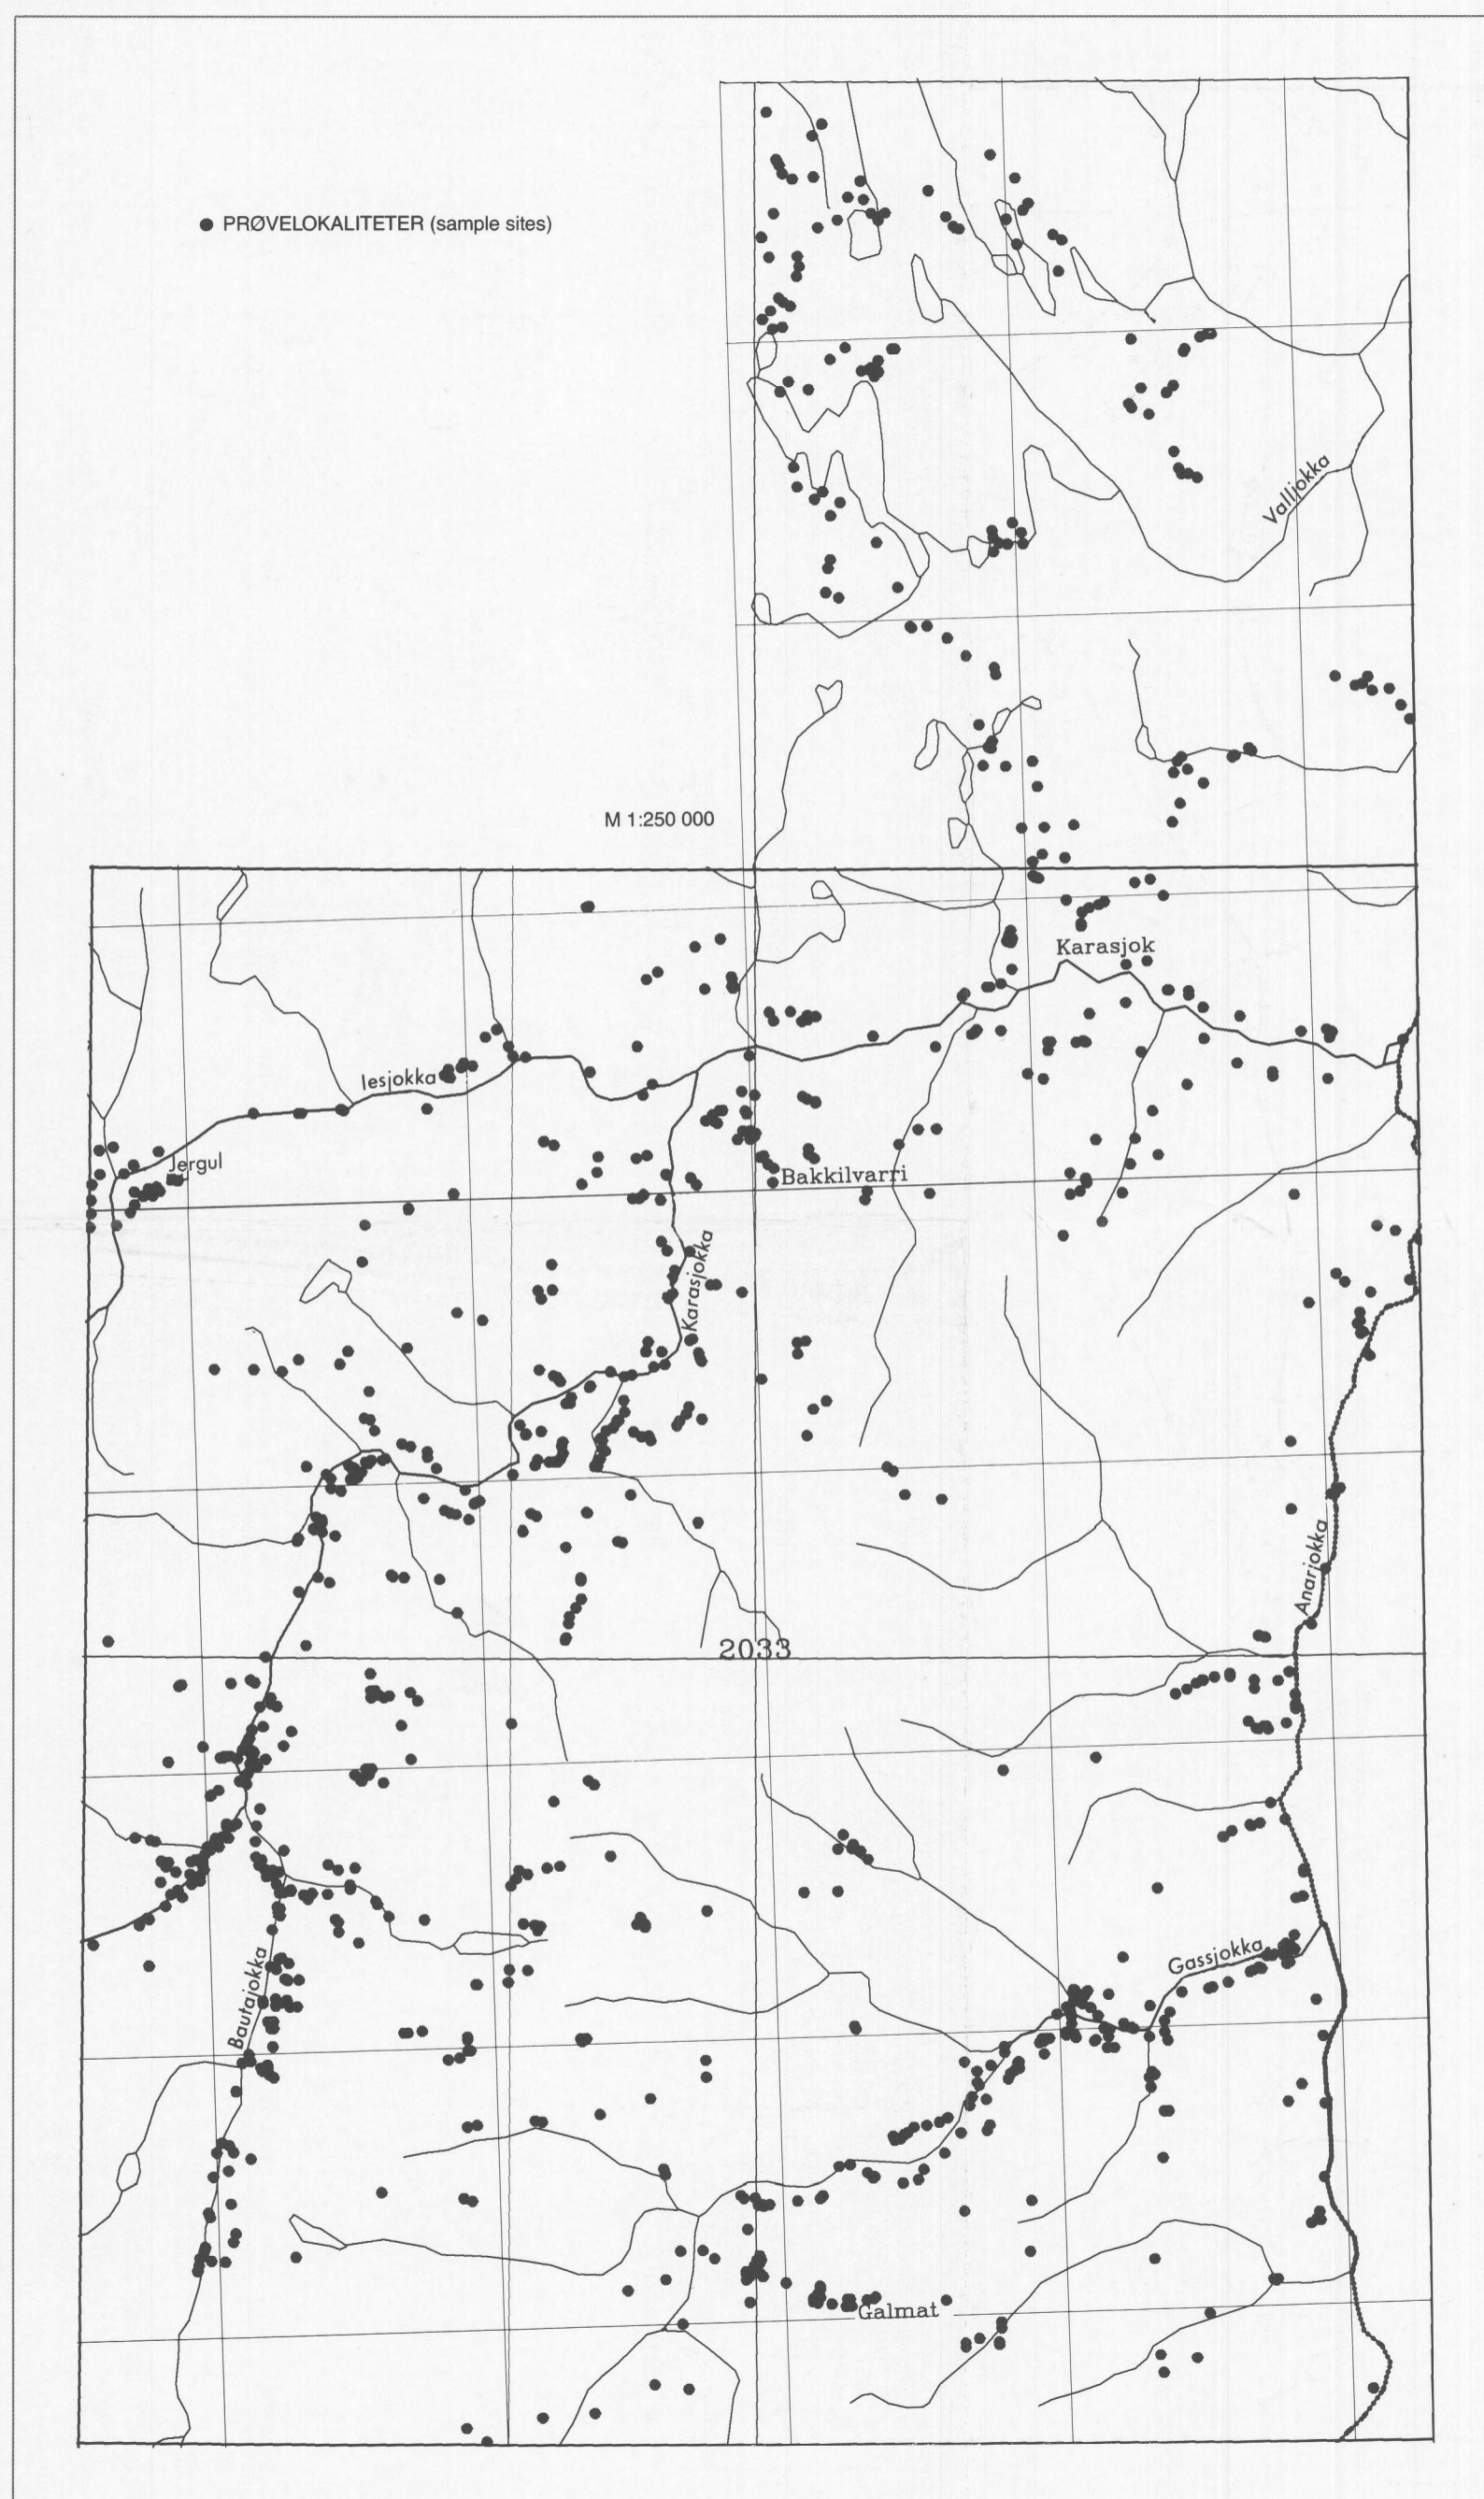 PRØVELOKALITETER (sample sites)
Valljokka
M 1:250 000
Karasjok
Iesjokka
Jergul
Bakkilvarri
Karasjokka
Anarjokka
2033
Gassjokka
Bautajokka
Galmat